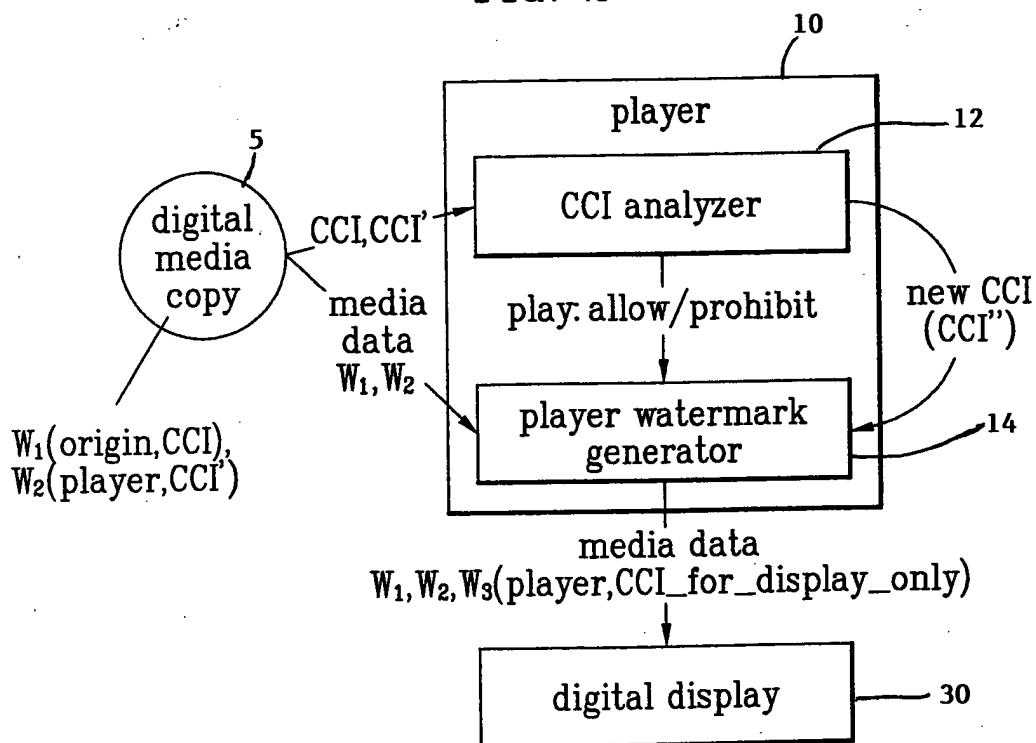 10
player
12
5
digital
media
copy
CCI,CCI'
CCI analyzer
media
data
W₁,W₂
play: allow/prohibit
new CCI
(CCI'')
player watermark
generator
14
W₁(origin,CCI),
W₂(player,CCI')
media data
W₁,W₂,W₃(player,CCI_for_display_only)
digital display
30